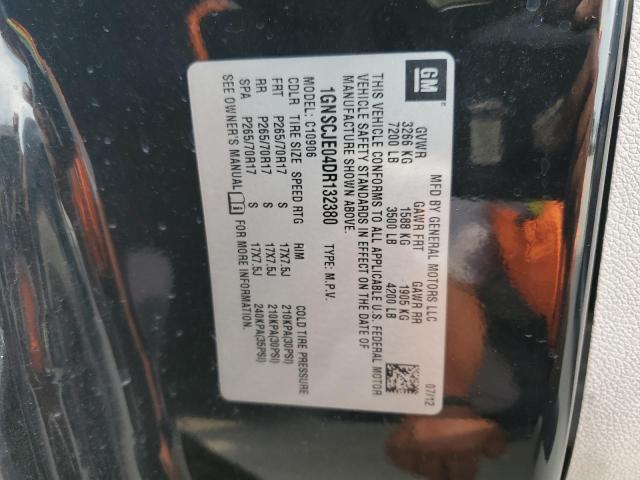 GM
MFD BY GENERAL MOTORS LLC 07/12
GVWR GAWR FRT GAWR RR
3266 KG 1588 KG 1905 KG
7200 LB 3500 LB 4200 LB
THIS VEHICLE CONFORMS TO ALL APPLICABLE U.S. FEDERAL MOTOR
VEHICLE SAFETY STANDARDS IN EFFECT ON THE DATE OF
MANUFACTURE SHOWN ABOVE.
1GNSCJE04DR132380 TYPE: M.P.V.
MODEL: C10906
CDLR TIRE SIZE SPEED RTG RIM COLD TIRE PRESSURE
FRT P265/70R17 S 17X7.5J 210KPA(30PSI)
RR P265/70R17 S 17X7.5J 210KPA(30PSI)
SPA P265/70R17 S 17X7.5J 240KPA(35PSI)
SEE OWNER'S MANUAL FOR MORE INFORMATION.